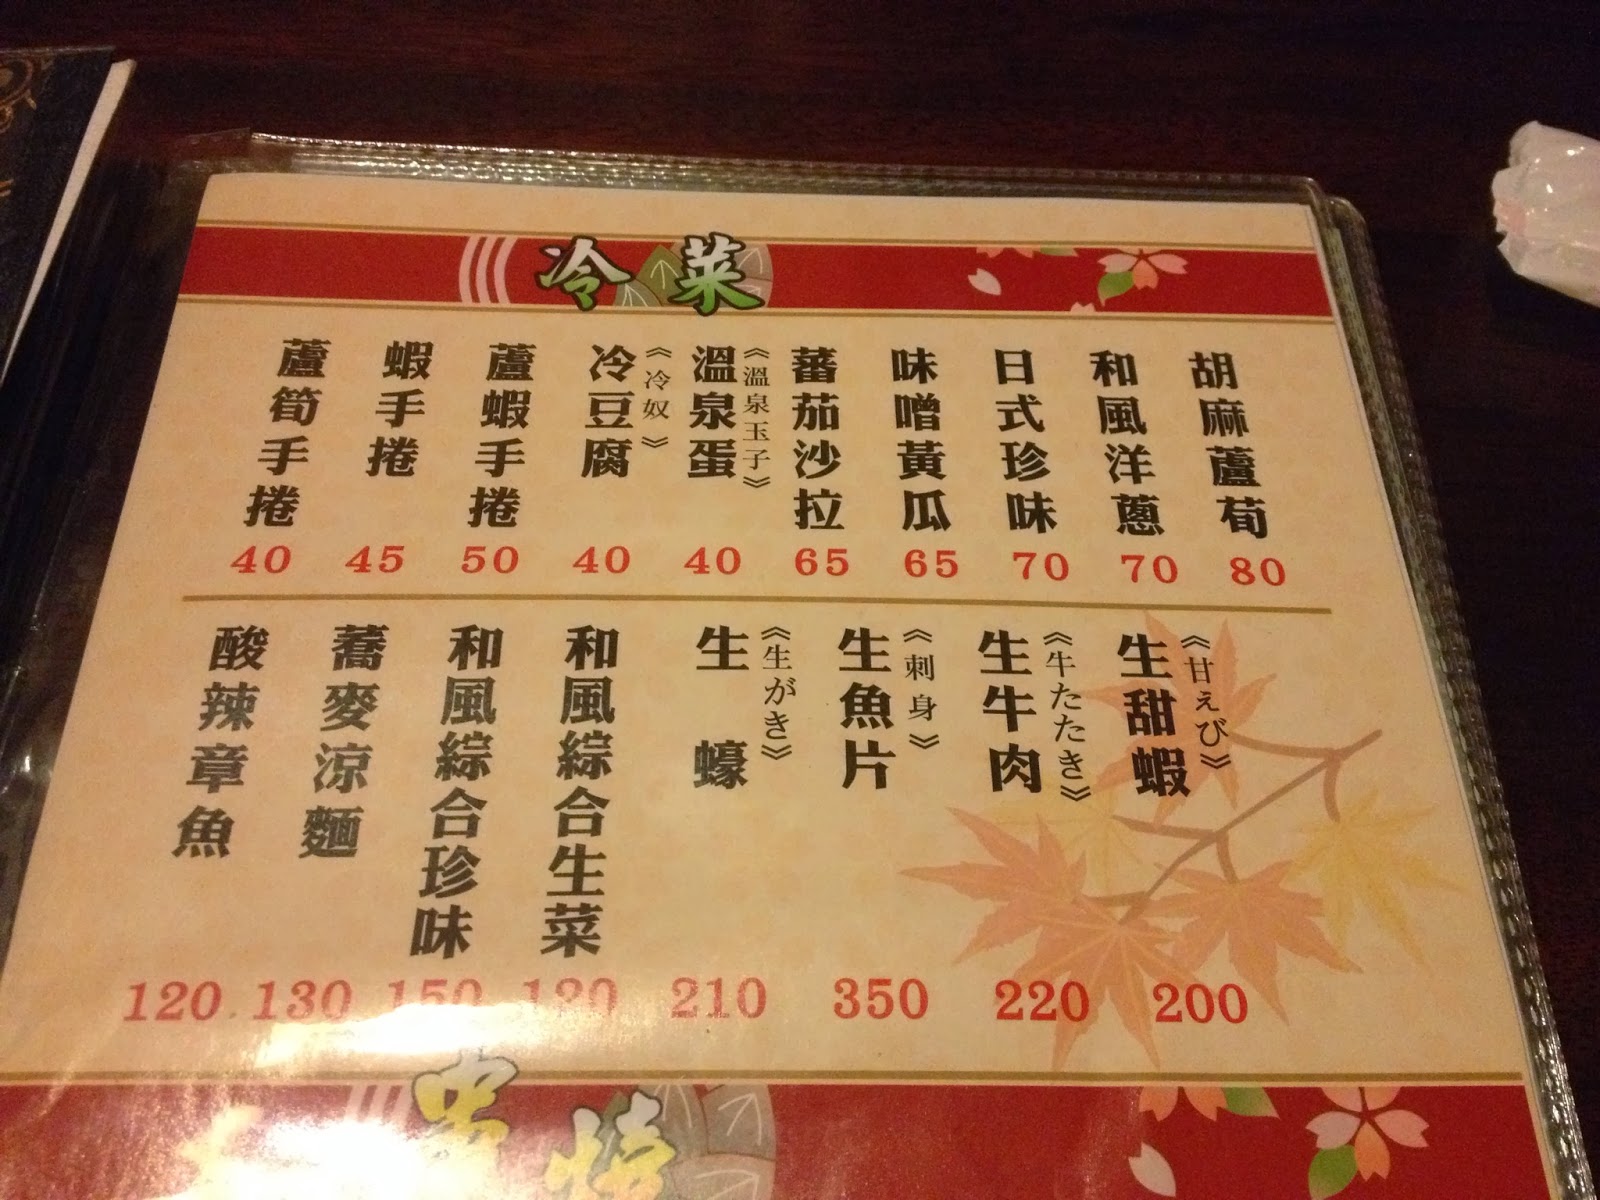 冷菜
胡麻蘆荀 80
和風洋蔥 70
日式珍味 70
味噌黃瓜 65
蕃茄沙拉 65
《溫泉玉子》
溫泉蛋 40
《冷奴》
冷豆腐 40
蘆蝦手捲 50
蝦手捲 45
蘆筍手捲 40
《甘えび》
生甜蝦 200
《牛たたき》
生牛肉 220
《刺身》
生魚片 350
《生がき》
生蠔 210
和風綜合生菜
和風綜合珍味 150
蕎麥涼麵 130
酸辣章魚 120
串燒